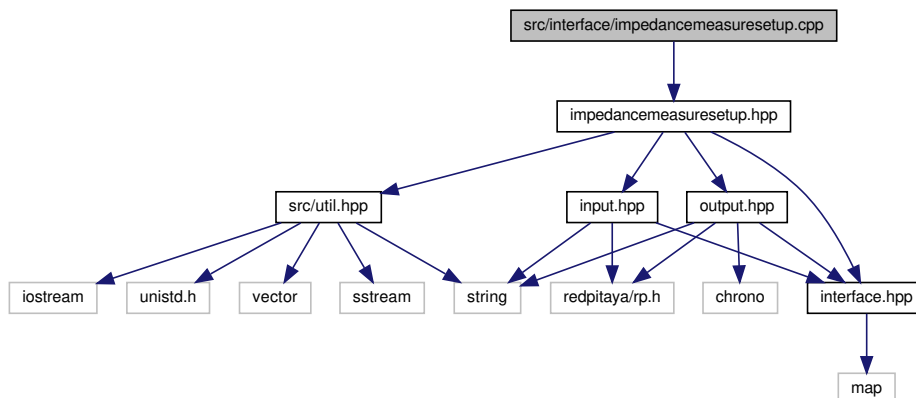 src/interface/impedancemeasuresetup.cpp
impedancemeasuresetup.hpp
src/util.hpp
input.hpp
output.hpp
iostream
unistd.h
vector
sstream
string
redpitaya/rp.h
chrono
interface.hpp
map